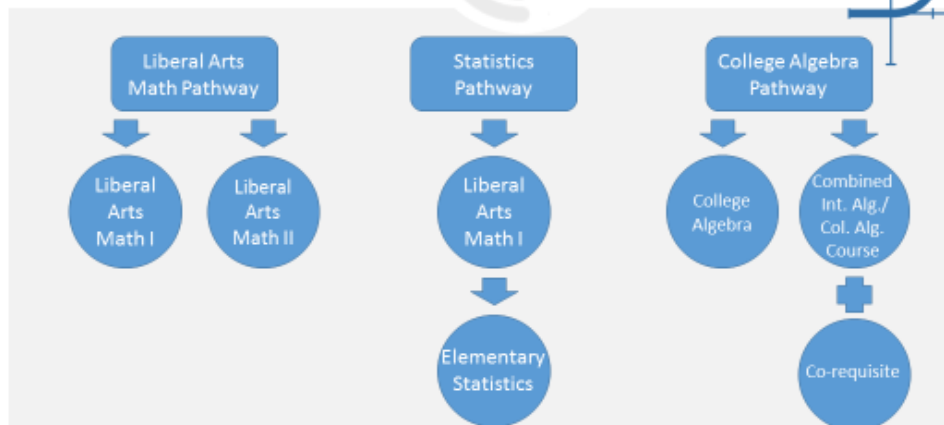 Liberal Arts
Math Pathway
Statistics
Pathway
College Algebra
Pathway
Liberal
Arts
Math I
Liberal
Arts
Math II
Liberal
Arts
Math I
College
Algebra
Combined
Int. Alg./
Col. Alg.
Course
Elementary
Statistics
Co-requisite